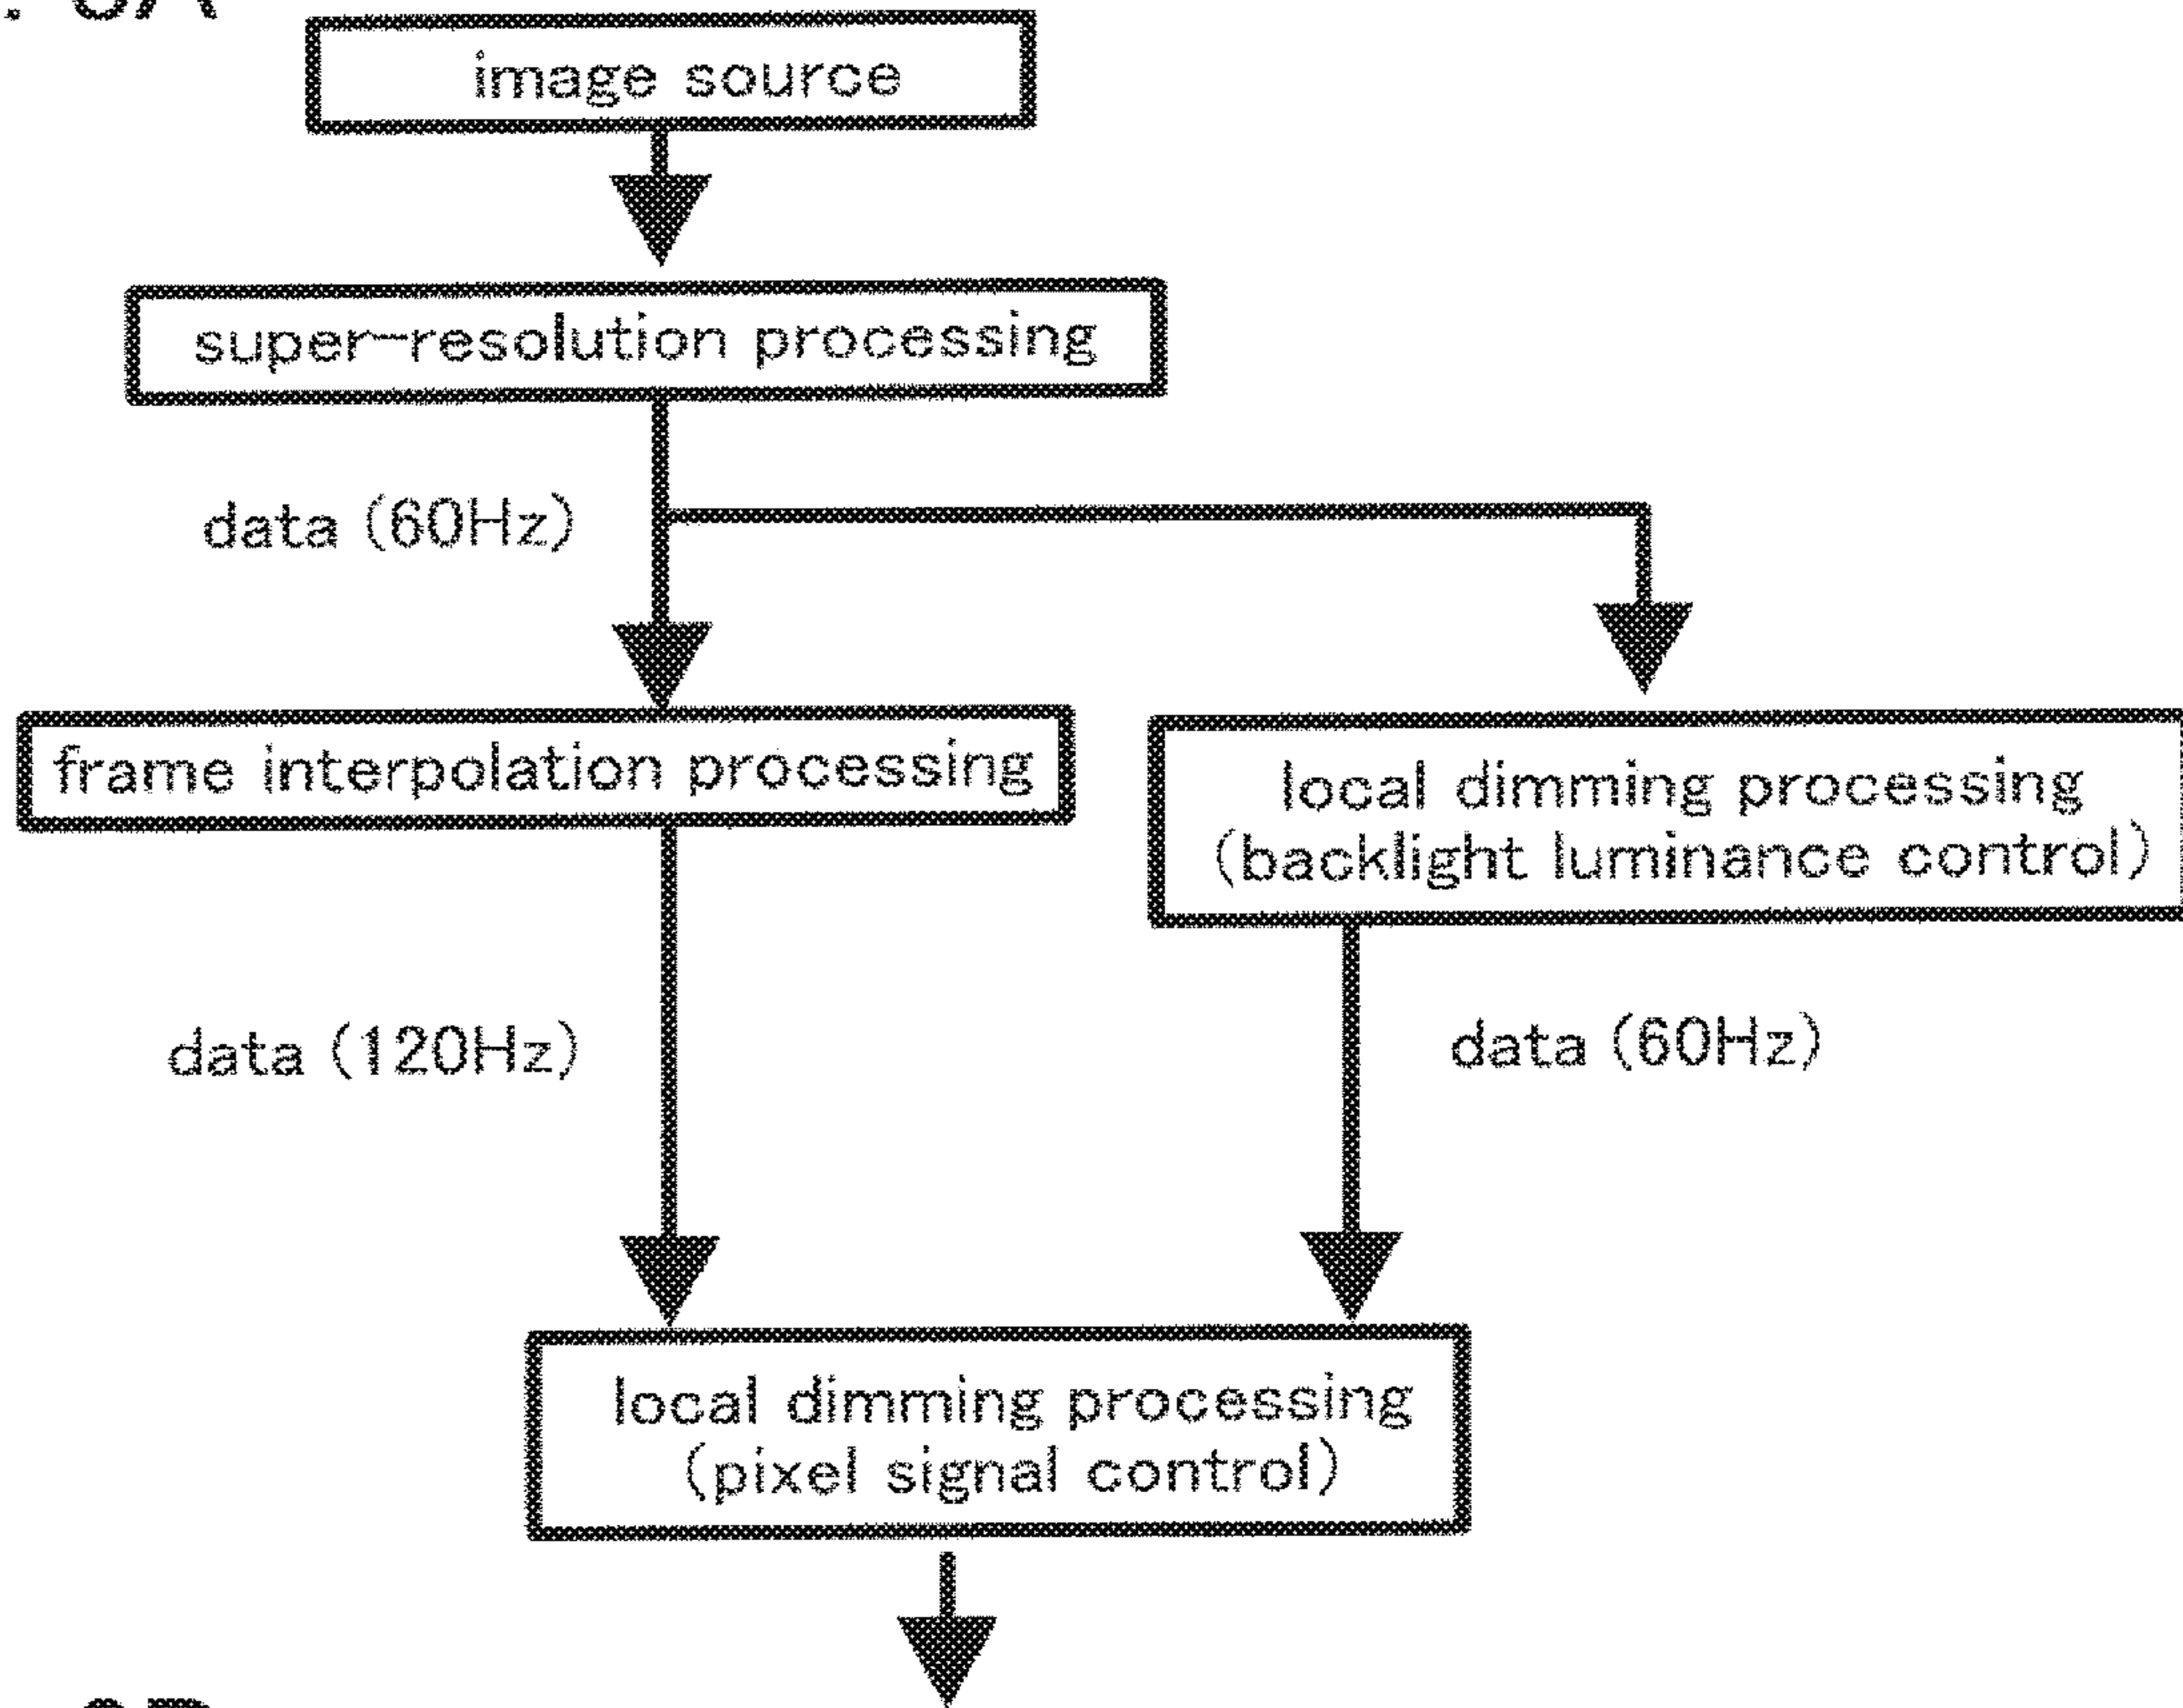 image source
super-resolution processing
data (60Hz)
frame interpolation processing
local dimming processing
(backlight luminance control)
data (120Hz)
data (60Hz)
local dimming processing
(pixel signal control)